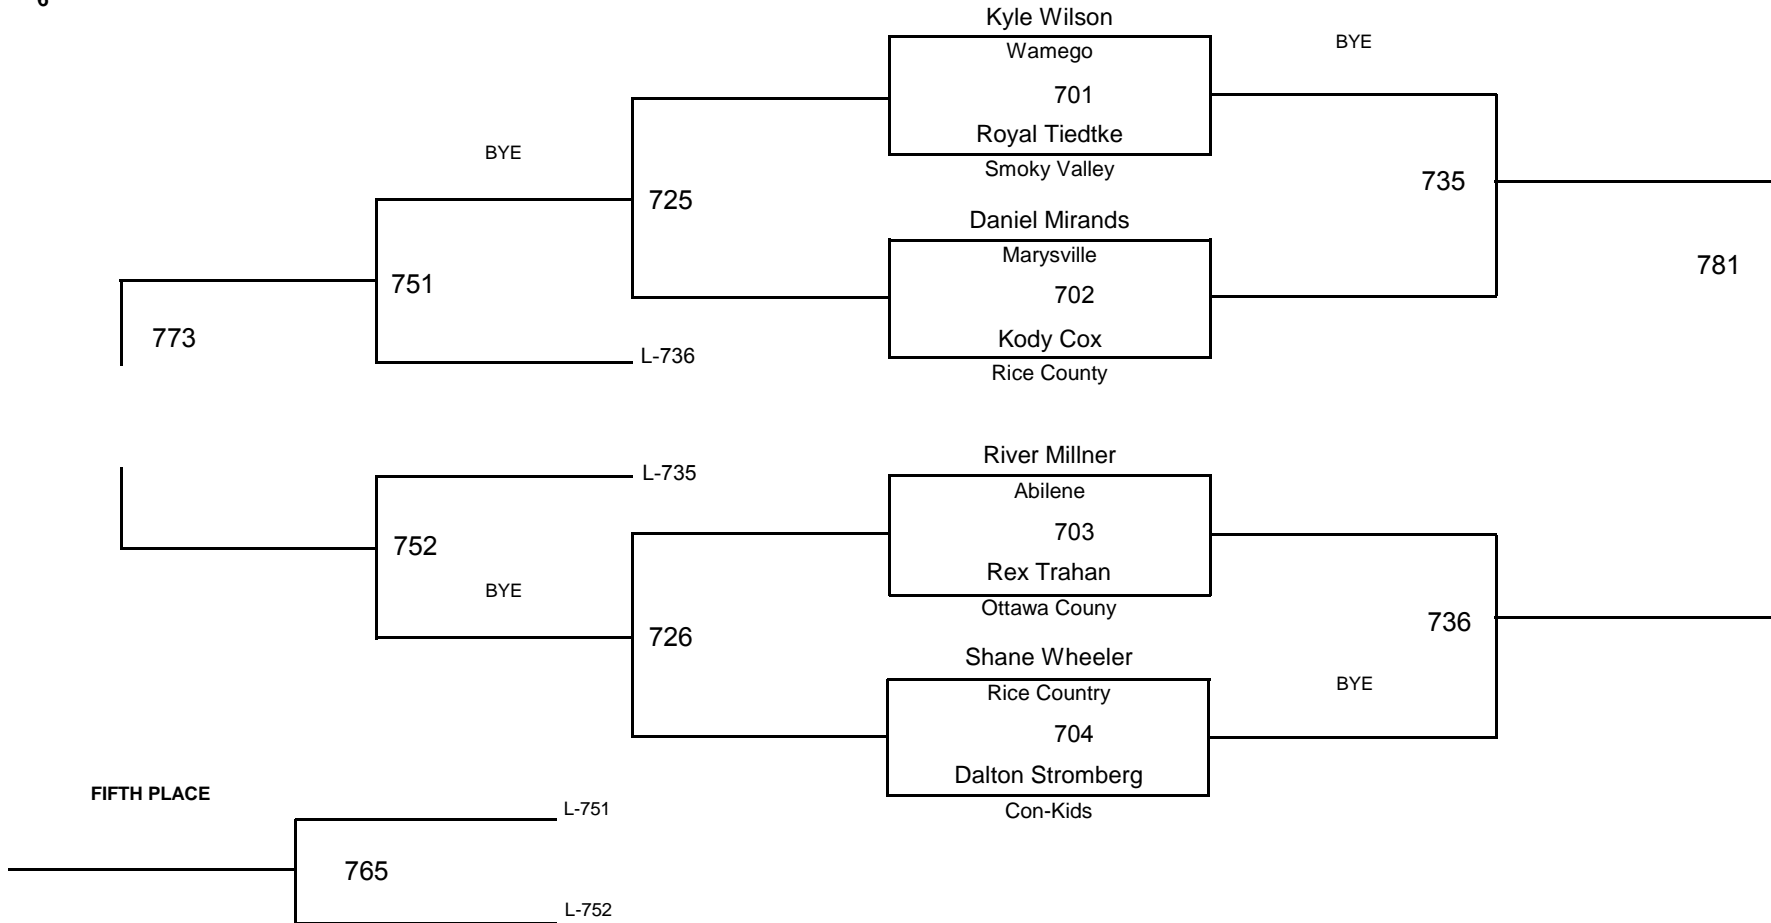 6
Kyle Wilson
Wamego
BYE
701
Royal Tiedtke
BYE
Smoky Valley
735
725
Daniel Mirands
Marysville
781
751
702
773
Kody Cox
L-736
Rice County
River Millner
L-735
Abilene
703
752
Rex Trahan
BYE
Ottawa Couny
736
726
Shane Wheeler
Rice Country
BYE
704
Dalton Stromberg
FIFTH PLACE
L-751
Con-Kids
765
L-752